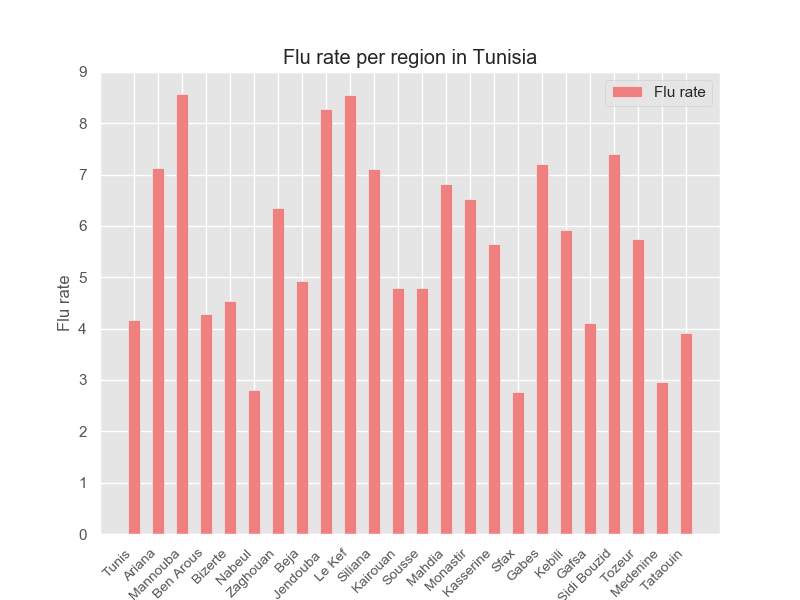 Flu rate per region in Tunisia
Flu rate
Flu rate
9
8
7
6
5
4
3
2
1
0
Tunis
Ariana
Mannouba
Ben Arous
Bizerte
Nabeul
Zaghouan
Beja
Jendouba
Le Kef
Siliana
Kairouan
Sousse
Mahdia
Monastir
Kasserine
Sfax
Gabes
Kebili
Gafsa
Sidi Bouzid
Tozeur
Medenine
Tataouin